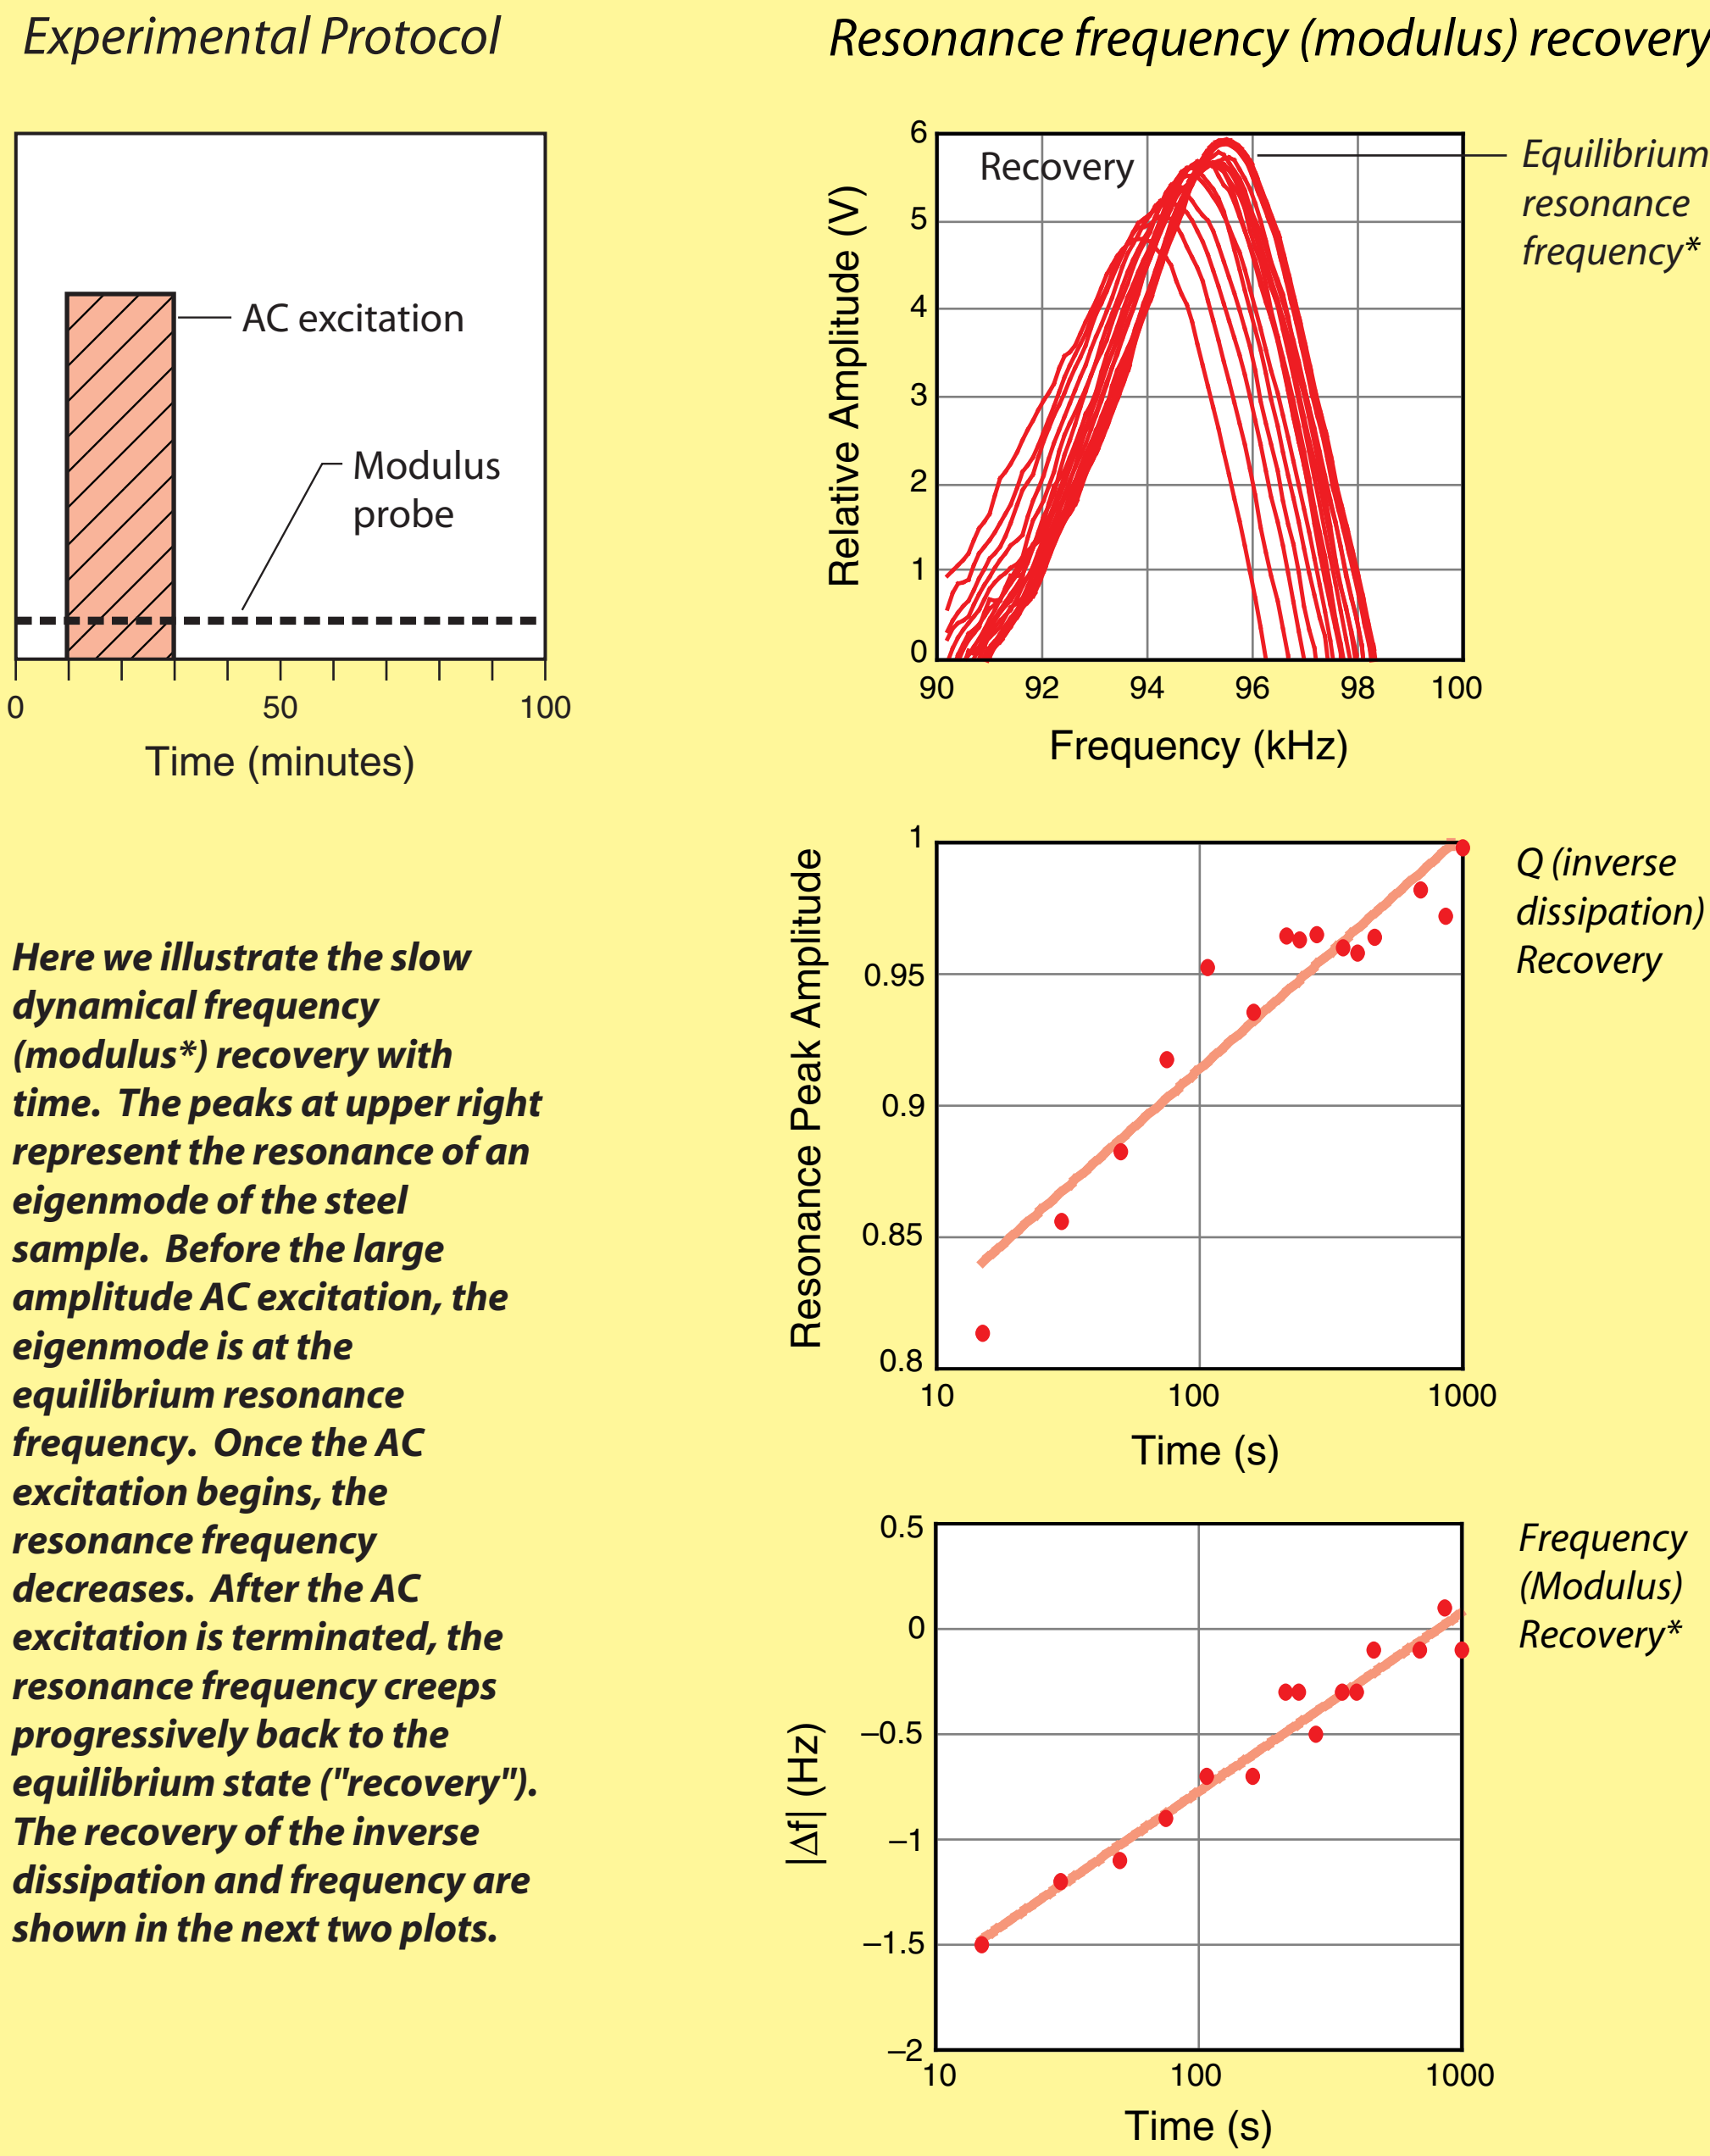 Experimental Protocol
AC excitation
Modulus
probe
0
50
100
Time (minutes)
Here we illustrate the slow
dynamical frequency
(modulus*) recovery with
time.  The peaks at upper right
represent the resonance of an
eigenmode of the steel
sample.  Before the large
amplitude AC excitation, the
eigenmode is at the
equilibrium resonance
frequency.  Once the AC
excitation begins, the
resonance frequency
decreases.  After the AC
excitation is terminated, the
resonance frequency creeps
progressively back to the
equilibrium state ("recovery").
The recovery of the inverse
dissipation and frequency are
shown in the next two plots.
Resonance frequency (modulus) recovery
Relative Amplitude (V)
6
5
4
3
2
1
0
Recovery
Equilibrium
resonance
frequency*
90
92
94
96
98
100
Frequency (kHz)
Resonance Peak Amplitude
1
0.95
0.9
0.85
0.8
Q (inverse
dissipation)
Recovery
10
100
1000
Time (s)
|Δf| (Hz)
0.5
0
−0.5
−1
−1.5
−2
Frequency
(Modulus)
Recovery*
10
100
1000
Time (s)